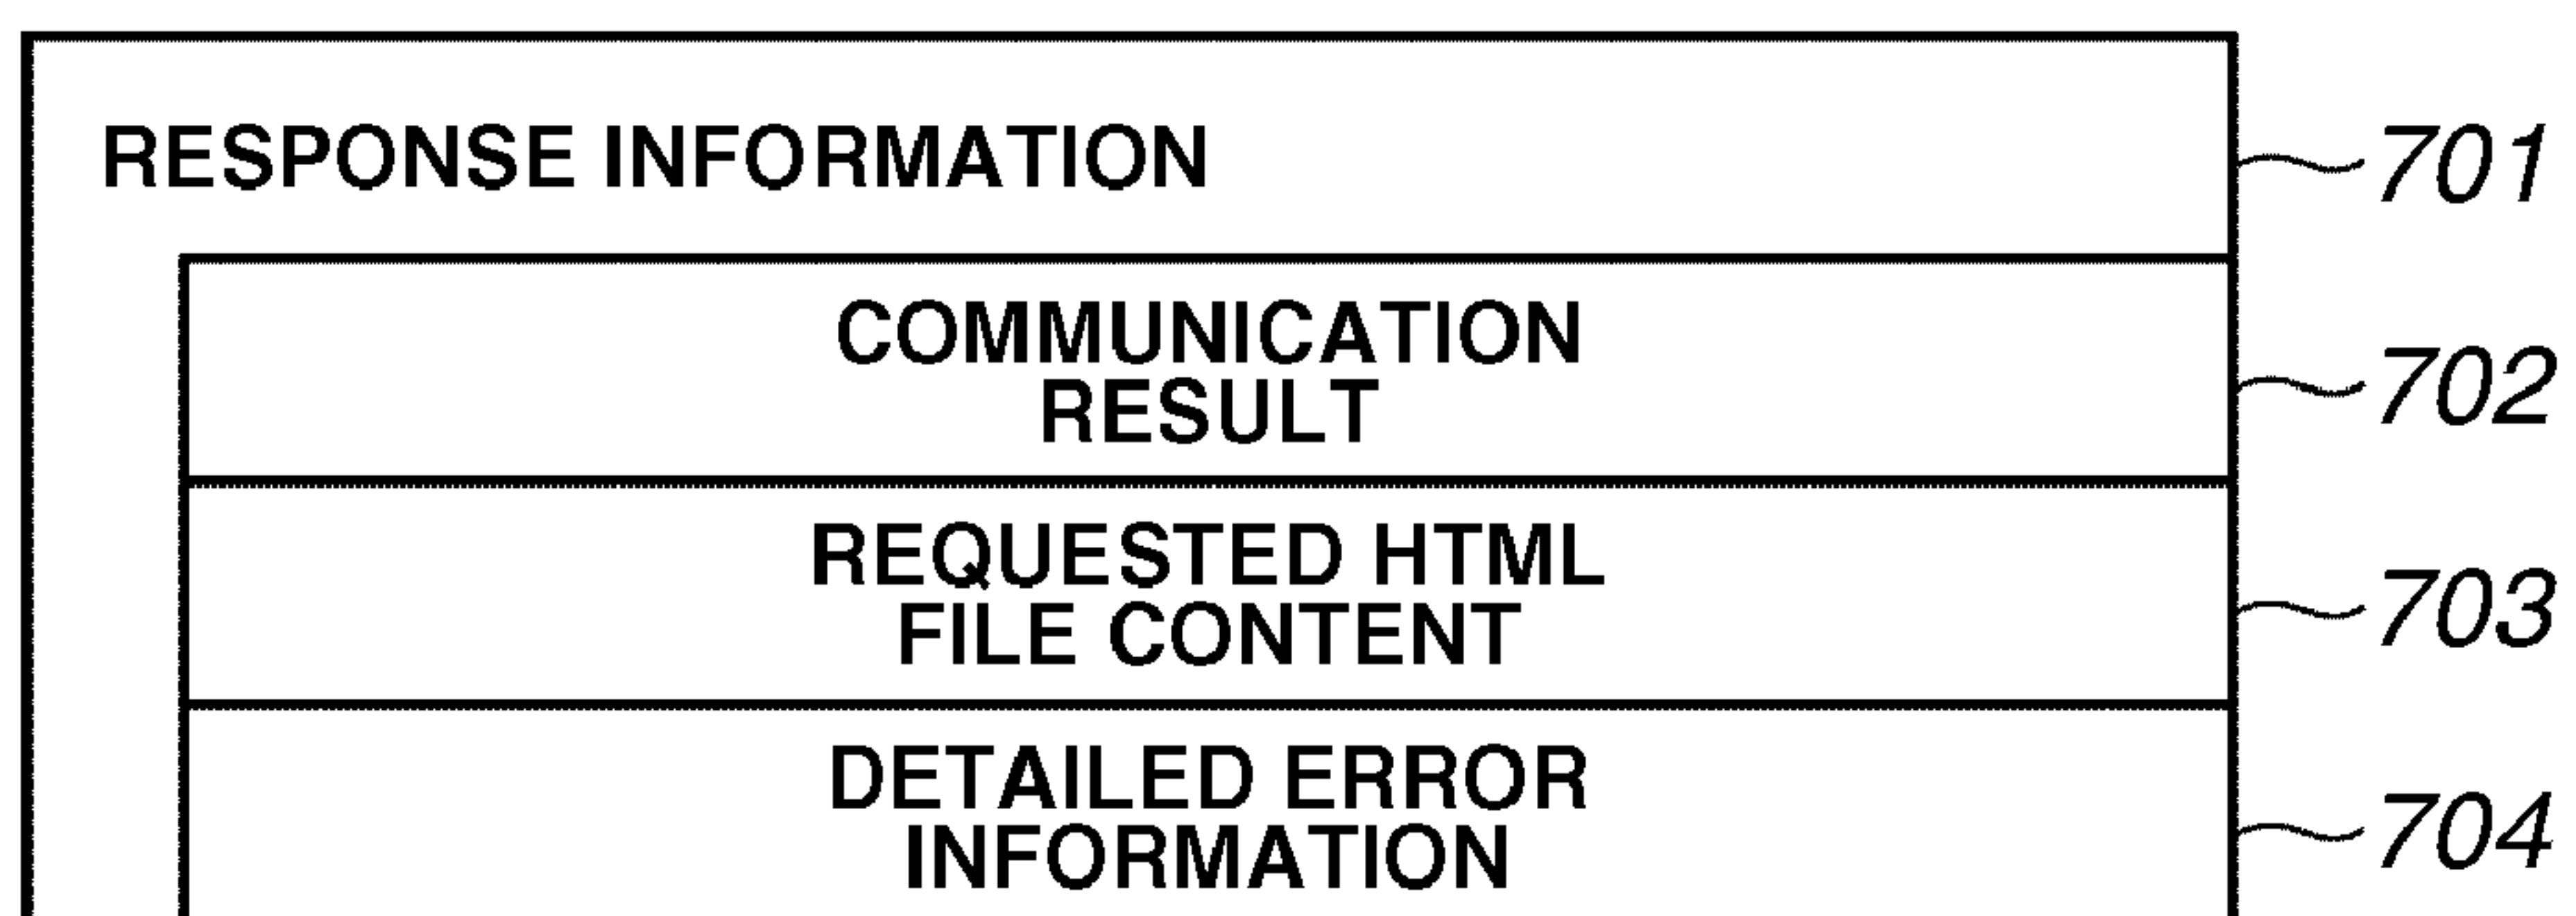 RESPONSE INFORMATION 701
COMMUNICATION
RESULT
702
REQUESTED HTML
FILE CONTENT
703
DETAILED ERROR
INFORMATION
704